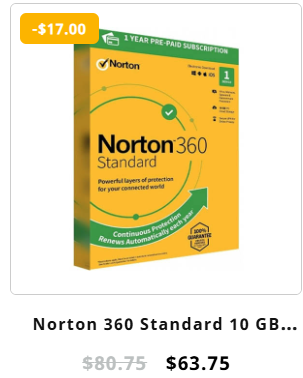 -$17.00
1 YEAR PRE-PAID SUBSCRIPTION
Norton
1
Norton 360
Standard
Powerful layers of protection
for your connected world
Continuous Protection
Renews Automatically each year
100%
GUARANTEE
Norton 360 Standard 10 GB...
$80.75 $63.75